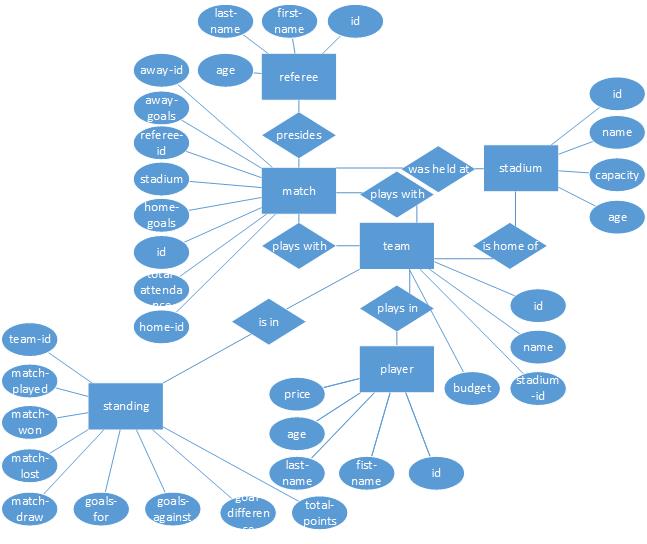 last-
name
first-
name
id
away-id
age
referee
away-
goals
id
referee-
id
presides
name
stadium
was held at
stadium
capacity
match
plays with
home-
goals
age
id
plays with
team
is home of
attenda
home-id
is in
plays in
id
team-id
name
match-
played
player
budget
stadium
-id
standing
price
match-
won
age
match-
lost
last-
name
fist-
name
id
match-
draw
goals-
for
goals-
against
differen
total-
points